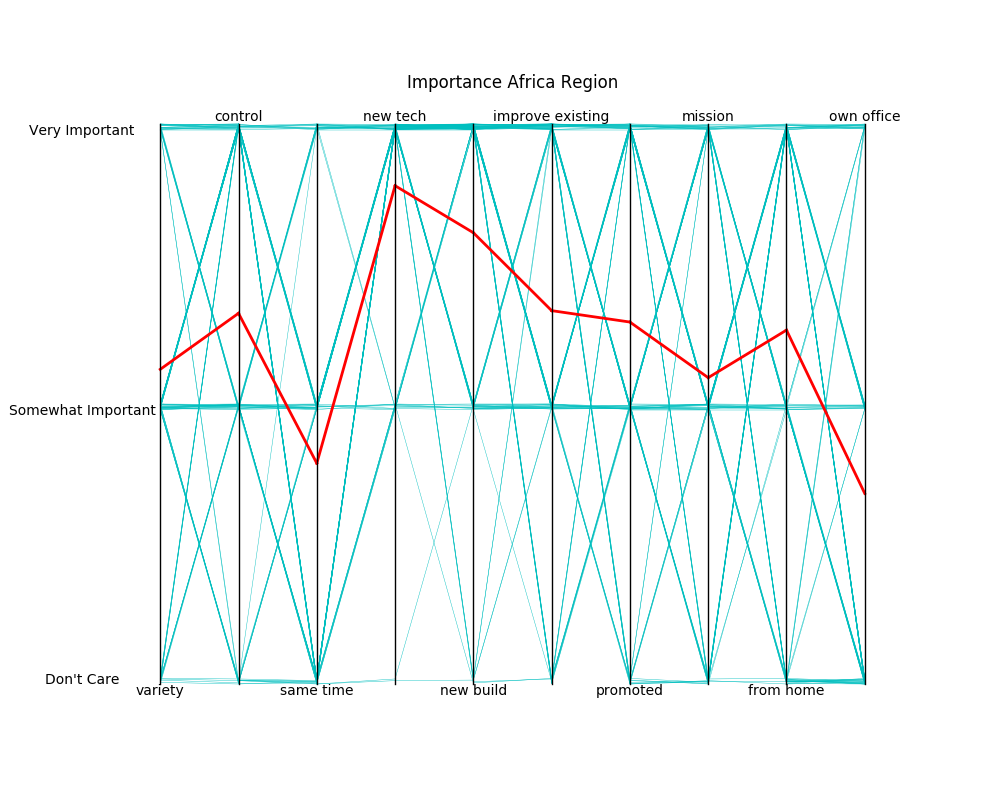 Importance Africa Region
control
new tech
improve existing
mission
own office
Very Important
Somewhat Important
Don't Care
variety
same time
new build
promoted
from home